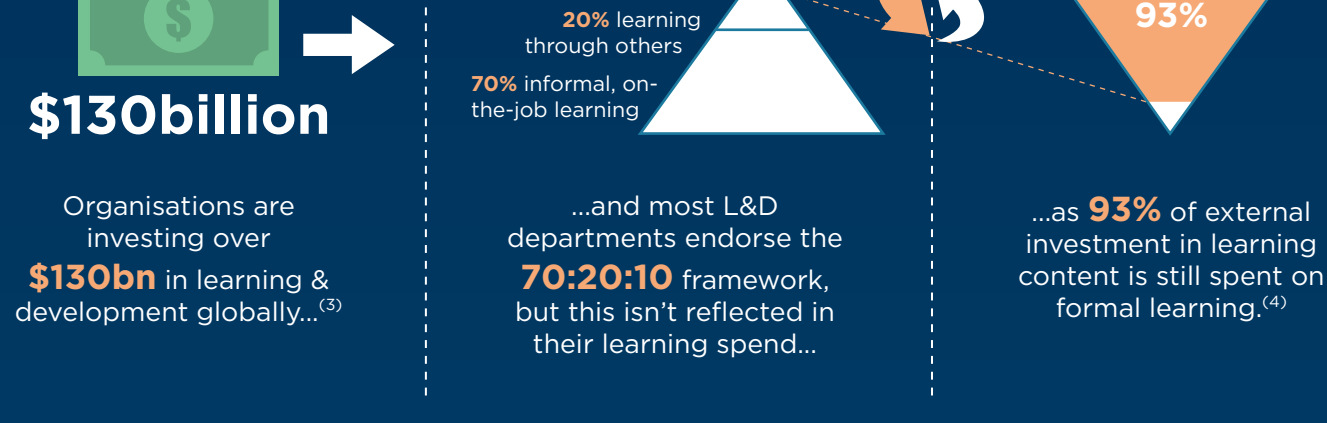 $
$130billion
Organisations are
investing over
$130bn in learning &
development globally...(3)
20% learning
through others
70% informal, on-
the-job learning
...and most L&D
departments endorse the
70:20:10 framework,
but this isn’t reflected in
their learning spend...
93%
...as 93% of external
investment in learning
content is still spent on
formal learning.(4)